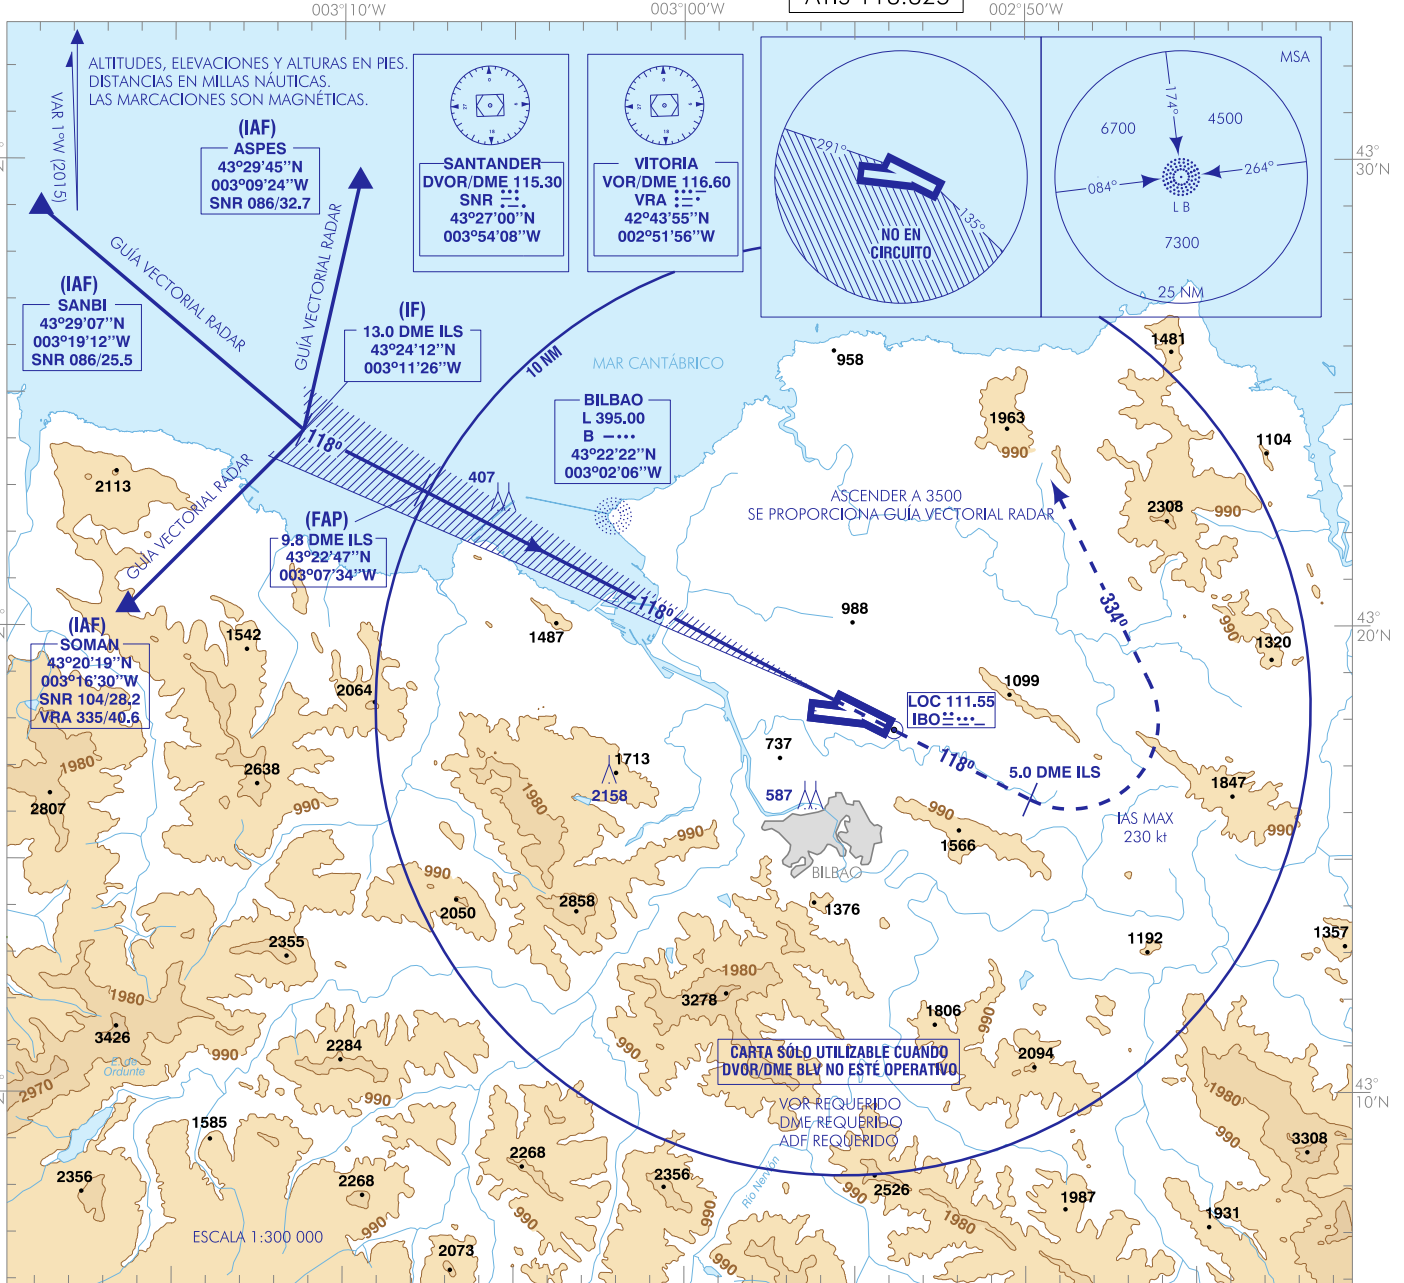 003°10'W
003°00'W
Atis 118.825
002°50'W
ALTITUDES, ELEVACIONES Y ALTURAS EN PIES.
DISTANCIAS EN MILLAS NÁUTICAS.
LAS MARCACIONES SON MAGNÉTICAS.
VAR 1°W (2015)
(IAF)
ASPES
43°29'45''N
003°09'24''W
SNR 086/32.7
SANTANDER
DVOR/DME 115.30
SNR
43°27'00''N
003°54'08''W
VITORIA
VOR/DME 116.60
VRA
42°43'55''N
002°51'56''W
291°
135°
NO EN
CIRCUITO
MSA
174°
6700
4500
264°
084°
L B
7300
25 NM
43°
30'N
GUÍA VECTORIAL RADAR
GUÍA VECTORIAL RADAR
(IAF)
SANBI
43°29'07''N
003°19'12''W
SNR 086/25.5
(IF)
13.0 DME ILS
43°24'12''N
003°11'26''W
10 NM
MAR CANTÁBRICO
958
1481
BILBAO
L 395.00
B
43°22'22''N
003°02'06''W
1963
990
1104
118°
407
2113
GUÍA VECTORIAL RADAR
(FAP)
9.8 DME ILS
43°22'47''N
003°07'34''W
ASCENDER A 3500
SE PROPORCIONA GUÍA VECTORIAL RADAR
2308
990
(IAF)
SOMAN
43°20'19''N
003°16'30''W
SNR 104/28.2
VRA 335/40.6
1542
1487
118°
988
334°
990
1320
43°
20'N
2064
1099
LOC 111.55
IBO
737
118°
5.0 DME ILS
1980
2638
2807
990
1980
1713
2158
587
990
1847
990
IAS MAX
230 kt
990
1566
BILBAO
990
2050
2858
1376
2355
1192
1357
1980
3426
990
E. de
Ordunte
2970
1980
3278
1806
990
2284
990
990
CARTA SÓLO UTILIZABLE CUANDO
DVOR/DME BLV NO ESTÉ OPERATIVO
2094
43°
10'N
VOR REQUERIDO
DME REQUERIDO
ADF REQUERIDO
1980
990
3308
1585
2356
2268
2268
2356
Río Nervión
990
2526
1980
1987
1931
990
990
990
ESCALA 1:300 000
2073
990